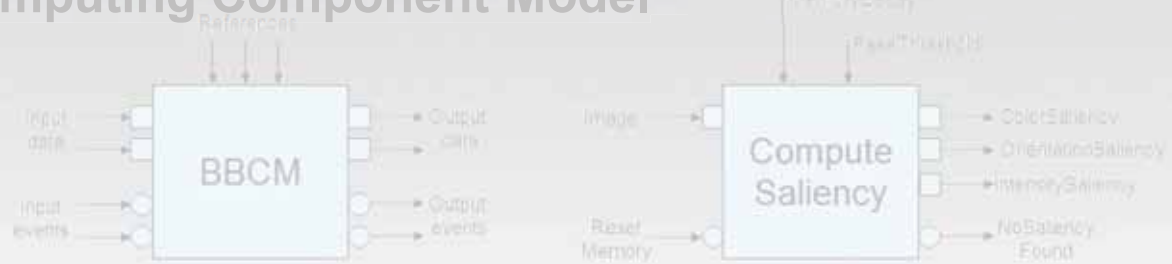 Computing Component Model
References
Input
data
Output
data
BBCM
Input
events
Output
events
Image
Compute
Saliency
ColorSaliency
OrientationSaliency
IntensitySaliency
Reset
Memory
NoSaliency
Found